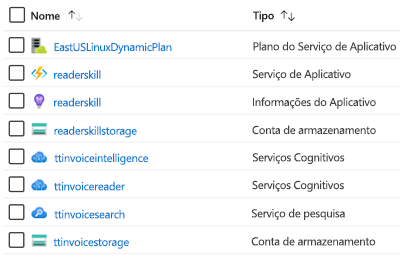 Nome ↑↓ Tipo ↑↓
EastUSLinuxDynamicPlan Plano do Serviço de Aplicativo
readerskill Serviço de Aplicativo
readerskill Informações do Aplicativo
readerskillstorage Conta de armazenamento
ttinvoiceintelligence Serviços Cognitivos
ttinvoicereader Serviços Cognitivos
ttinvoicesearch Serviço de pesquisa
ttinvoicestorage Conta de armazenamento